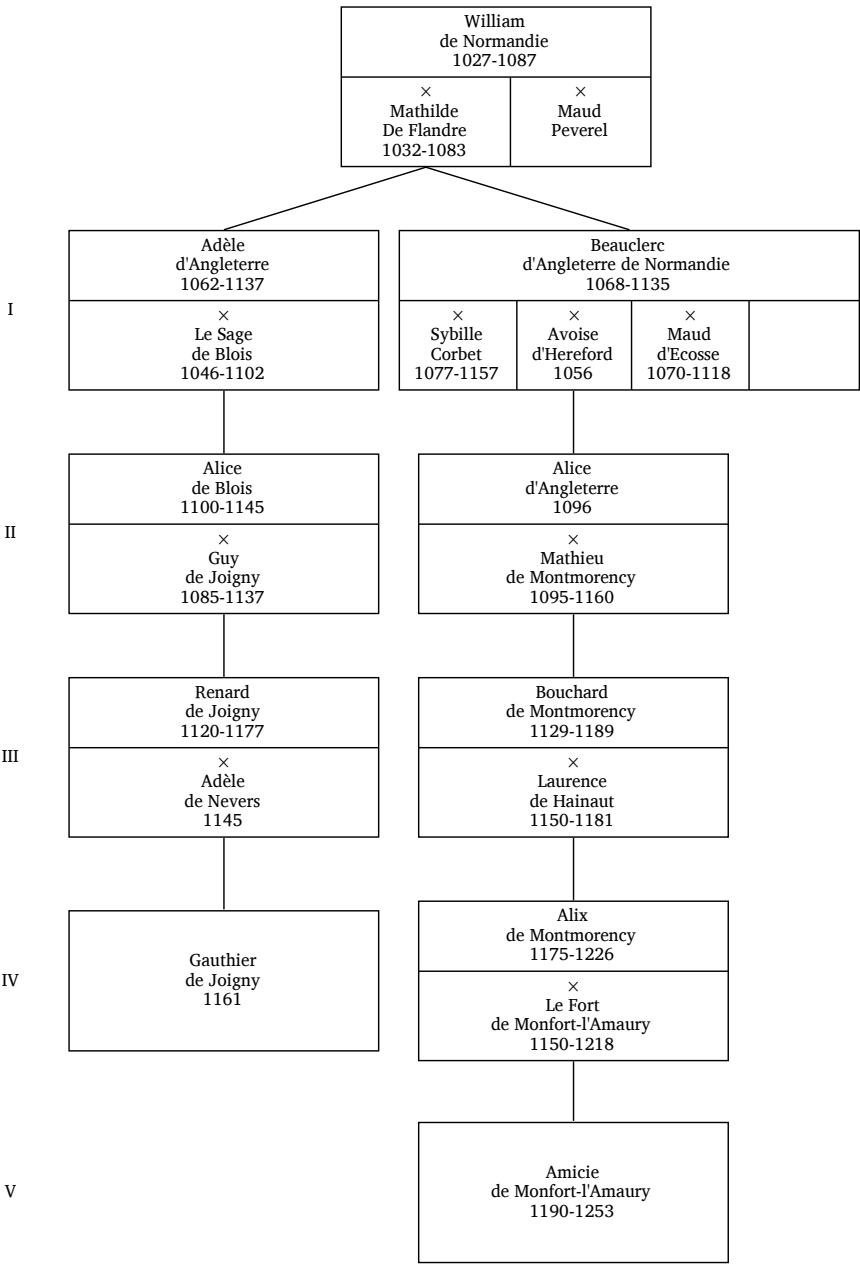 William
de Normandie
1027-1087
×
Mathilde
De Flandre
1032-1083
×
Maud
Peverel
I
Adèle
d'Angleterre
1062-1137
×
Le Sage
de Blois
1046-1102
Beauclerc
d'Angleterre de Normandie
1068-1135
×
Sybille
Corbet
1077-1157
×
Avoise
d'Hereford
1056
×
Maud
d'Ecosse
1070-1118
II
Alice
de Blois
1100-1145
×
Guy
de Joigny
1085-1137
Alice
d'Angleterre
1096
×
Mathieu
de Montmorency
1095-1160
III
Renard
de Joigny
1120-1177
×
Adèle
de Nevers
1145
Bouchard
de Montmorency
1129-1189
×
Laurence
de Hainaut
1150-1181
IV
Gauthier
de Joigny
1161
Alix
de Montmorency
1175-1226
×
Le Fort
de Monfort-l'Amaury
1150-1218
V
Amicie
de Monfort-l'Amaury
1190-1253